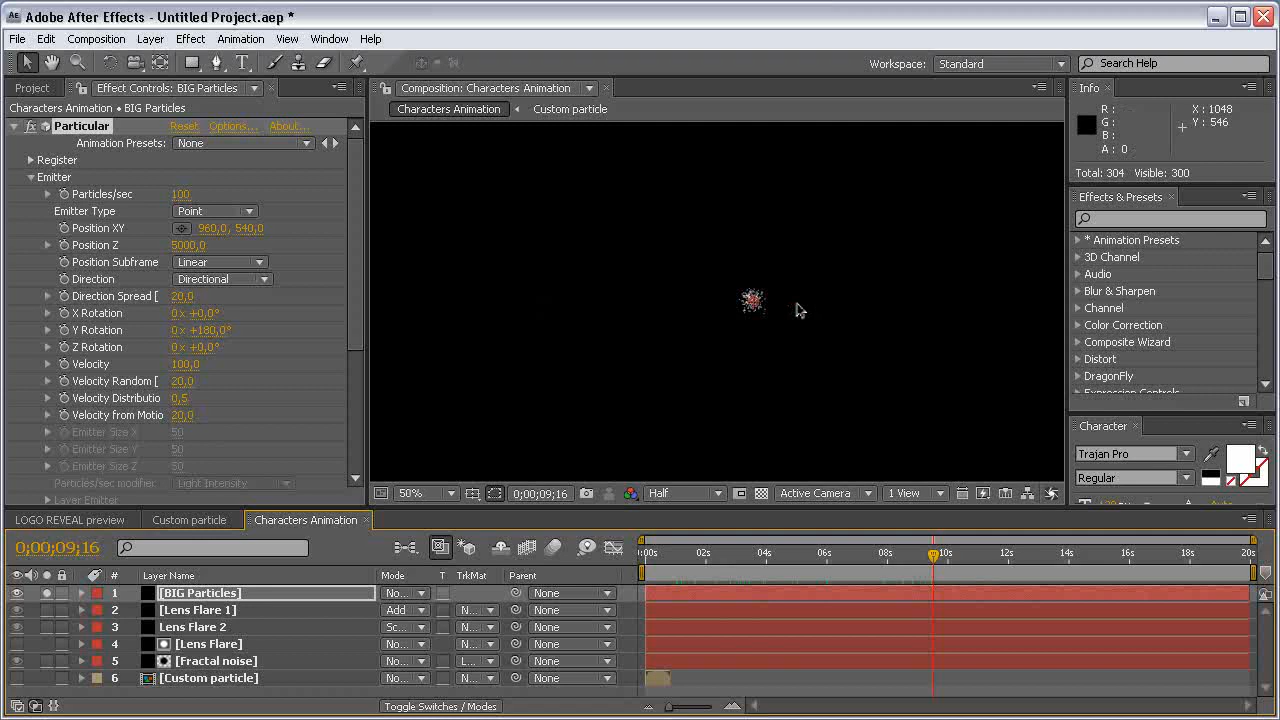 Adobe After Effects - Untitled Project.aep *
File Edit Composition Layer Effect Animation View Window Help
Workspace: Standard Search Help
Project Effect Controls: BIG Particles Composition: Characters Animation Info
Characters Animation • BIG Particles Characters Animation Custom particle
Particular Reset Options... About...
Animation Presets: None
Register
Emitter
Particles/sec 100
Emitter Type Point
Position XY 960,0, 540,0
Position Z 5000,0
Position Subframe Linear
Direction Directional
Direction Spread [ 20,0
X Rotation 0x+0,0°
Y Rotation 0x+180,0°
Z Rotation 0x+0,0°
Velocity 100,0
Velocity Random [ 20,0
Velocity Distributio 0,5
Velocity from Motio 20,0
Emitter Size X 50
Emitter Size Y 50
Emitter Size Z 50
Particles/sec modifier Light Intensity
Layer Emitter
50% 0;00;09;16 Half Active Camera 1 View
R : X : 1048
G : Y : 546
B :
A : 0
Total: 304 Visible: 300
Effects & Presets
* Animation Presets
3D Channel
Audio
Blur & Sharpen
Channel
Color Correction
Composite Wizard
Distort
DragonFly
Expression Controls
Character
Trajan Pro
Regular
LOGO REVEAL preview Custom particle Characters Animation
0;00;09;16
:00s 02s 04s 06s 08s 10s 12s 14s 16s 18s 20s
# Layer Name Mode T TrkMat Parent
1 [BIG Particles] No... None
2 [Lens Flare 1] Add N... None
3 Lens Flare 2 Sc... N... None
4 [Lens Flare] No... N... None
5 [Fractal noise] No... L... None
6 [Custom particle] No... N... None
Toggle Switches / Modes